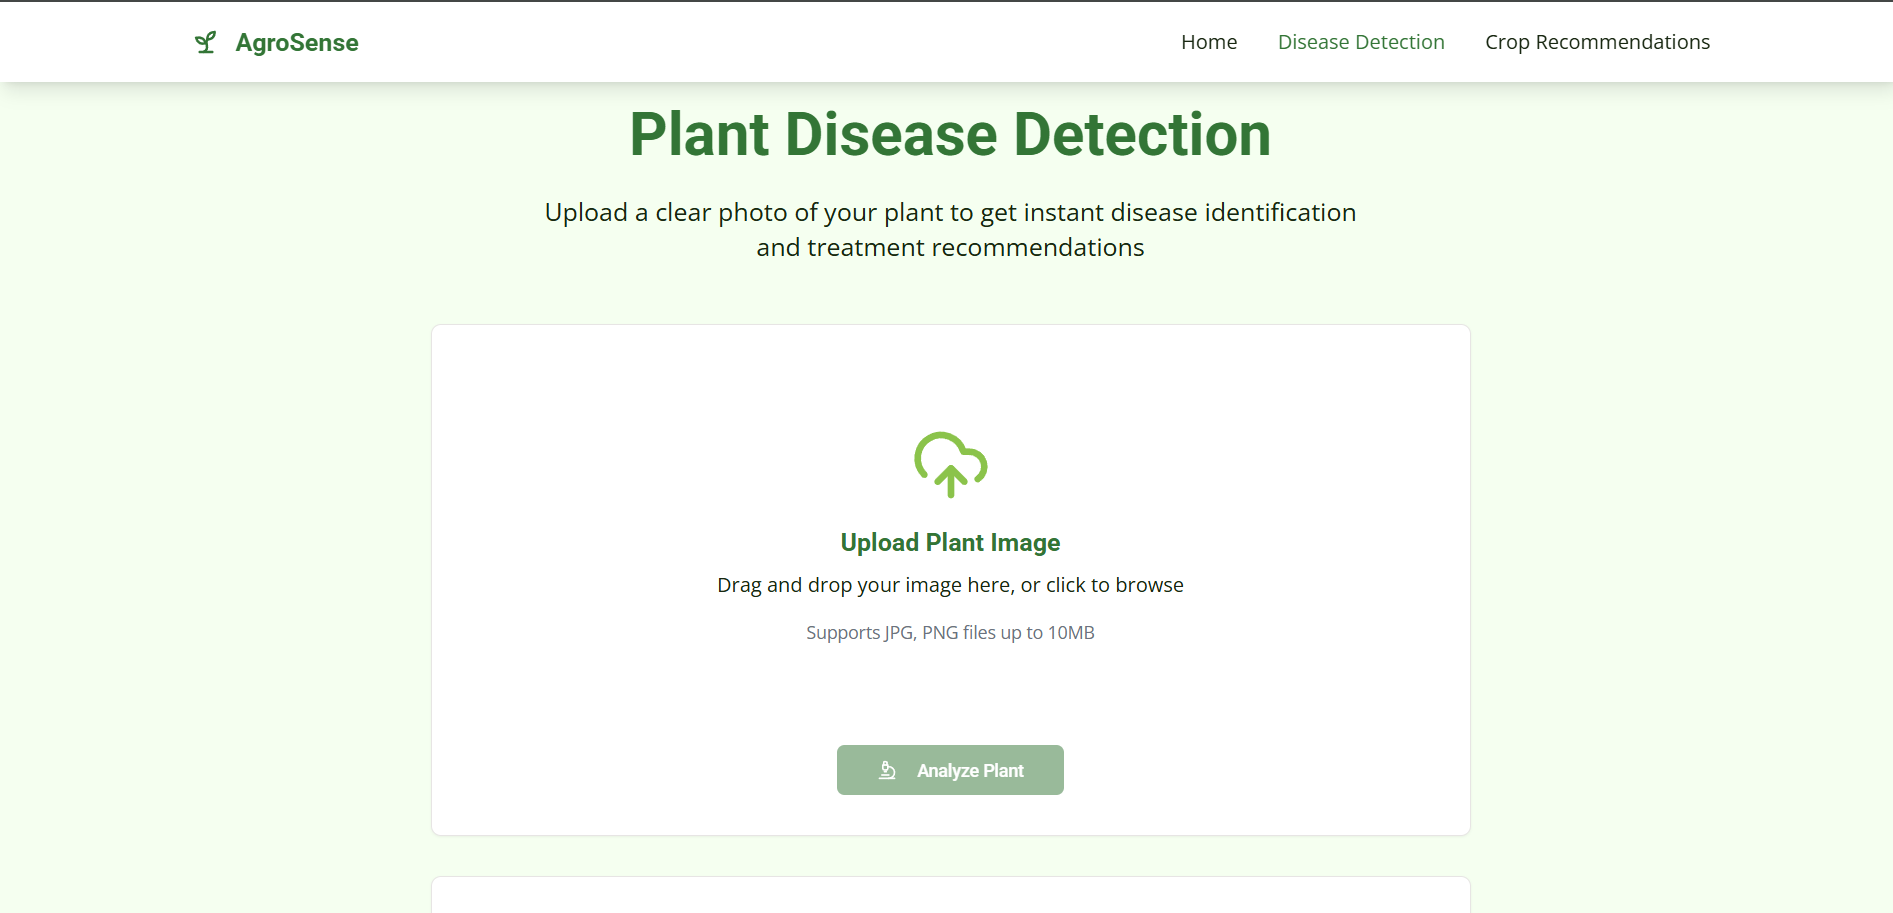 AgroSense
Home
Disease Detection
Crop Recommendations
Plant Disease Detection
Upload a clear photo of your plant to get instant disease identification
and treatment recommendations
Upload Plant Image
Drag and drop your image here, or click to browse
Supports JPG, PNG files up to 10MB
Analyze Plant